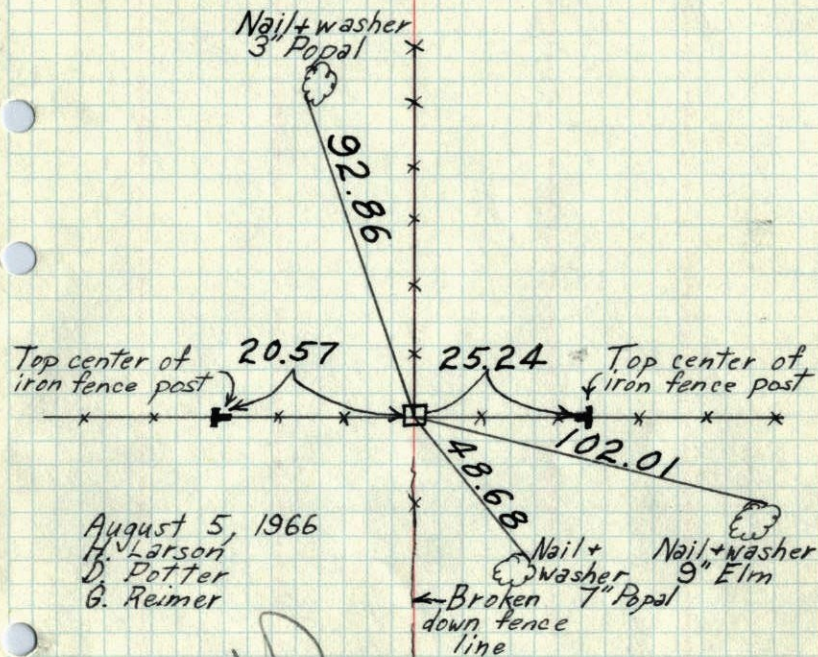 Nail + washer
3" Popal
92.86
Top center of
iron fence post
20.57
25.24
Top center of
iron fence post
102.01
48.68
August 5, 1966
H. Larson
D. Potter
G. Reimer
Nail +
washer
7" Popal
Nail + washer
9" Elm
Broken
down fence
line